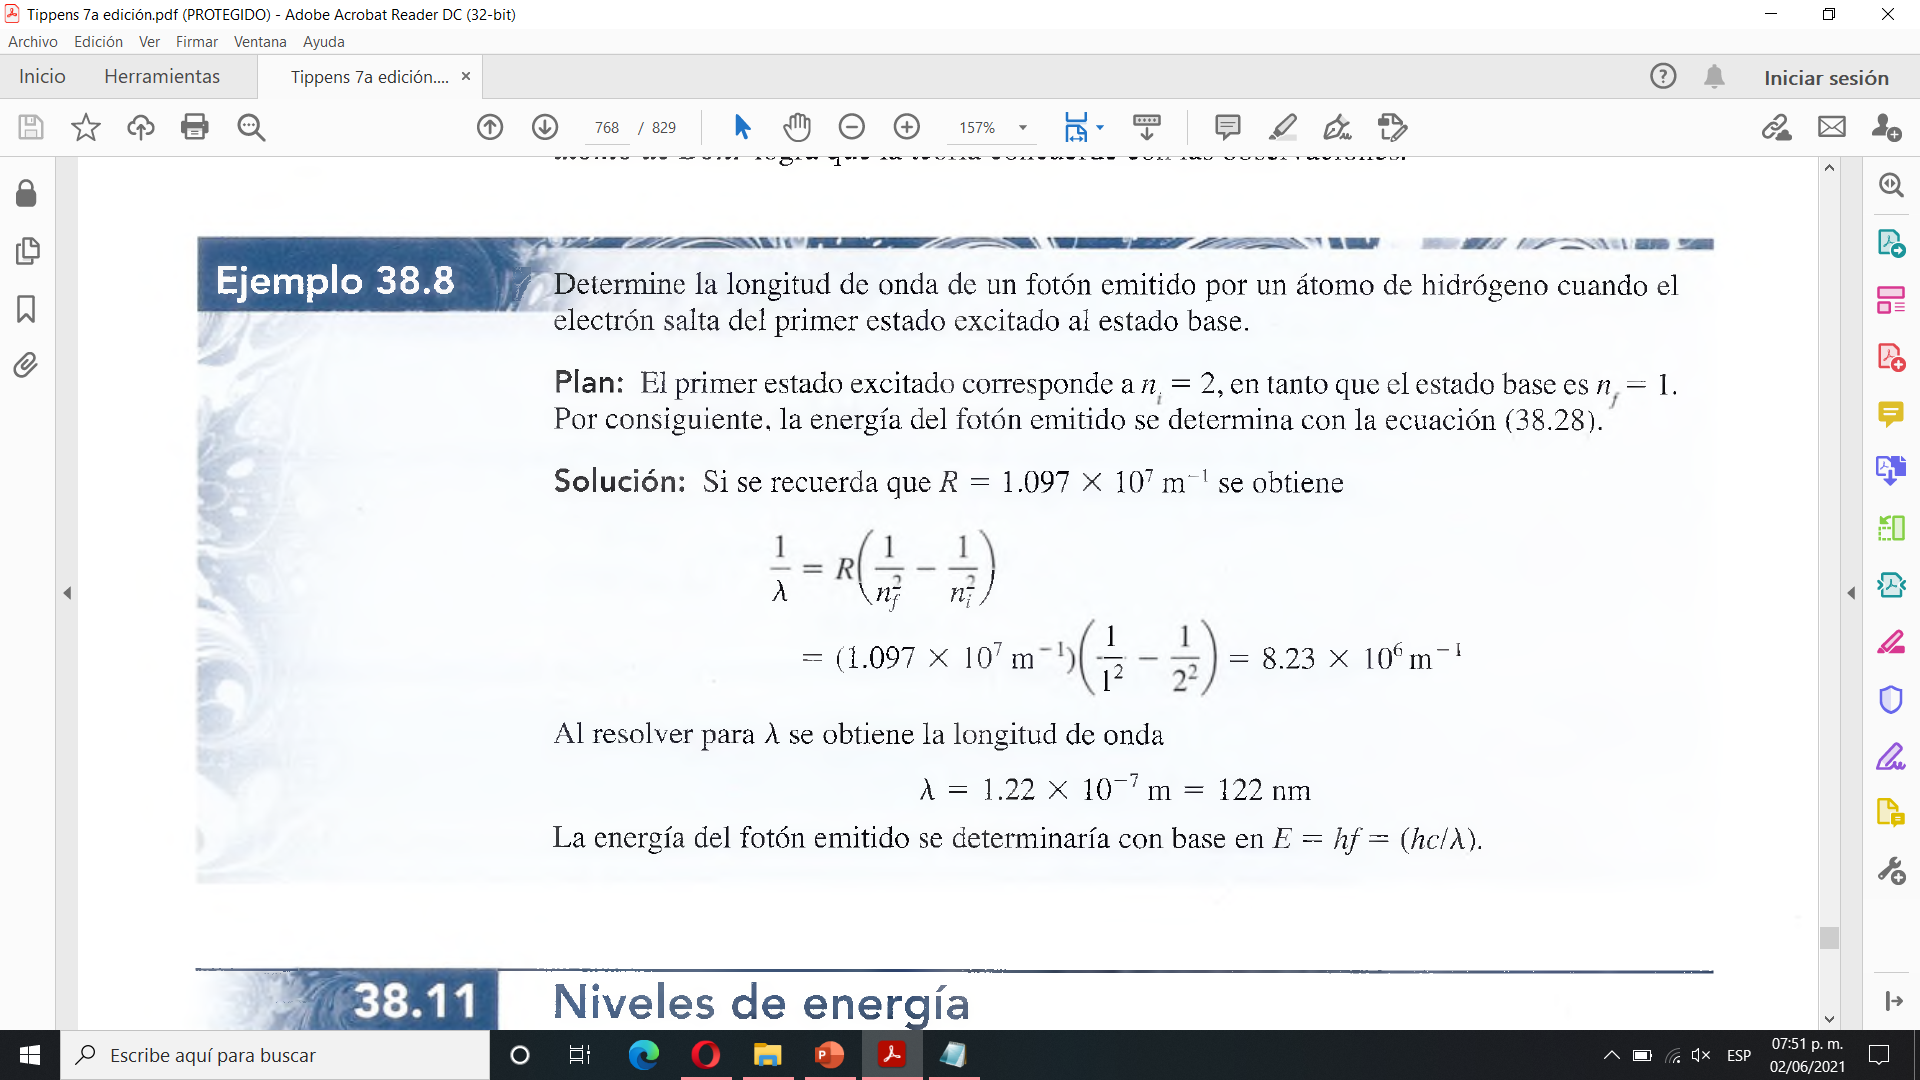 Tippens 7a edición.pdf (PROTEGIDO) - Adobe Acrobat Reader DC (32-bit)
Archivo Edición Ver Firmar Ventana Ayuda
Inicio Herramientas Tippens 7a edición.... × Iniciar sesión
768 / 829 157%
Ejemplo 38.8
Determine la longitud de onda de un fotón emitido por un átomo de hidrógeno cuando el
electrón salta del primer estado excitado al estado base.
Plan: El primer estado excitado corresponde a n_i = 2, en tanto que el estado base es n_f = 1.
Por consiguiente, la energía del fotón emitido se determina con la ecuación (38.28).
Solución: Si se recuerda que R = 1.097 × 10⁷ m⁻¹ se obtiene
1/λ = R(1/n_f² − 1/n_i²)
= (1.097 × 10⁷ m⁻¹)(1/1² − 1/2²) = 8.23 × 10⁶ m⁻¹
Al resolver para λ se obtiene la longitud de onda
λ = 1.22 × 10⁻⁷ m = 122 nm
La energía del fotón emitido se determinaría con base en E = hf = (hc/λ).
38.11 Niveles de energía
Escribe aquí para buscar
ESP
07:51 p. m.
02/06/2021